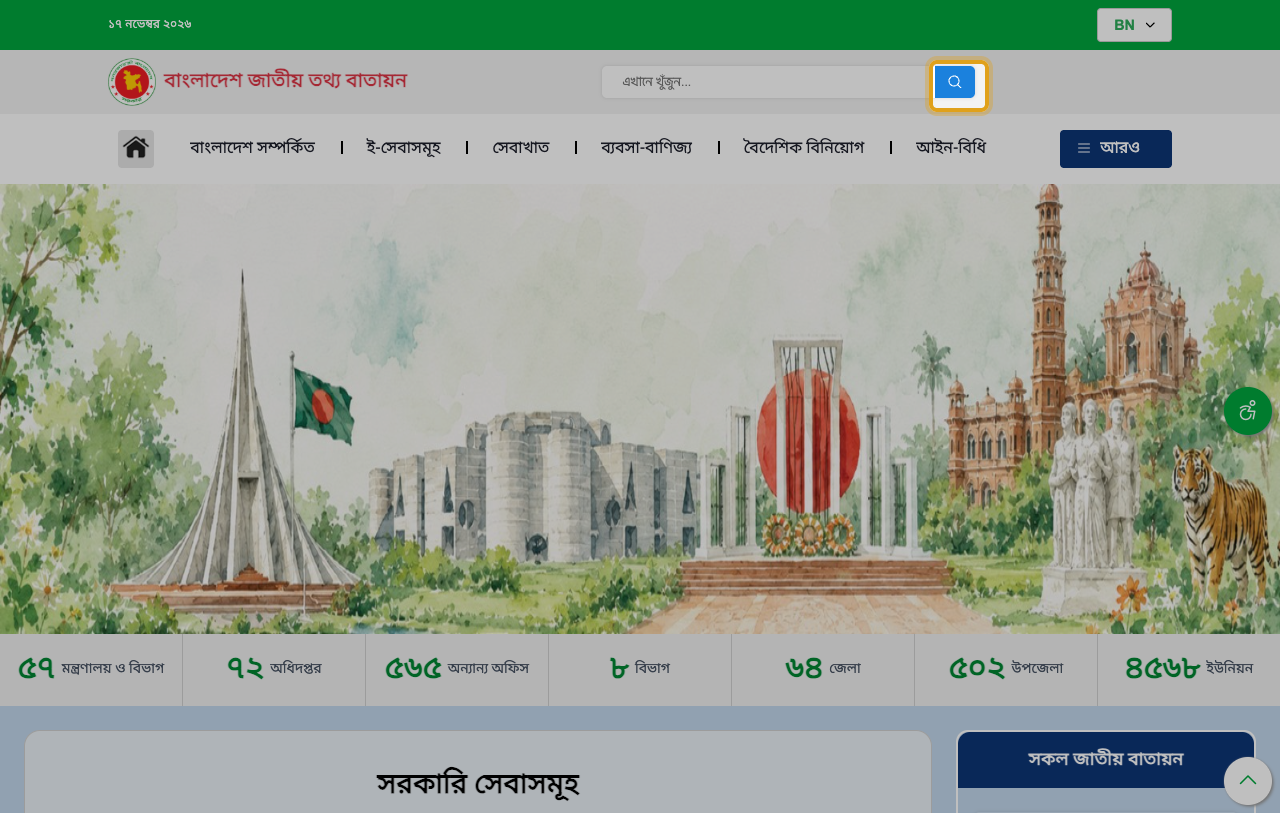 ১৭ নভেম্বর ২০২৬
BN
বাংলাদেশ জাতীয় তথ্য বাতায়ন
এখানে খুঁজুন...
বাংলাদেশ সম্পর্কিত
ই-সেবাসমূহ
সেবাখাত
ব্যবসা-বাণিজ্য
বৈদেশিক বিনিয়োগ
আইন-বিধি
আরও
৫৭ মন্ত্রণালয় ও বিভাগ
৭২ অধিদপ্তর
৫৬৫ অন্যান্য অফিস
৮ বিভাগ
৬৪ জেলা
৫০২ উপজেলা
৪৫৬৮ ইউনিয়ন
সরকারি সেবাসমূহ
সকল জাতীয় বাতায়ন